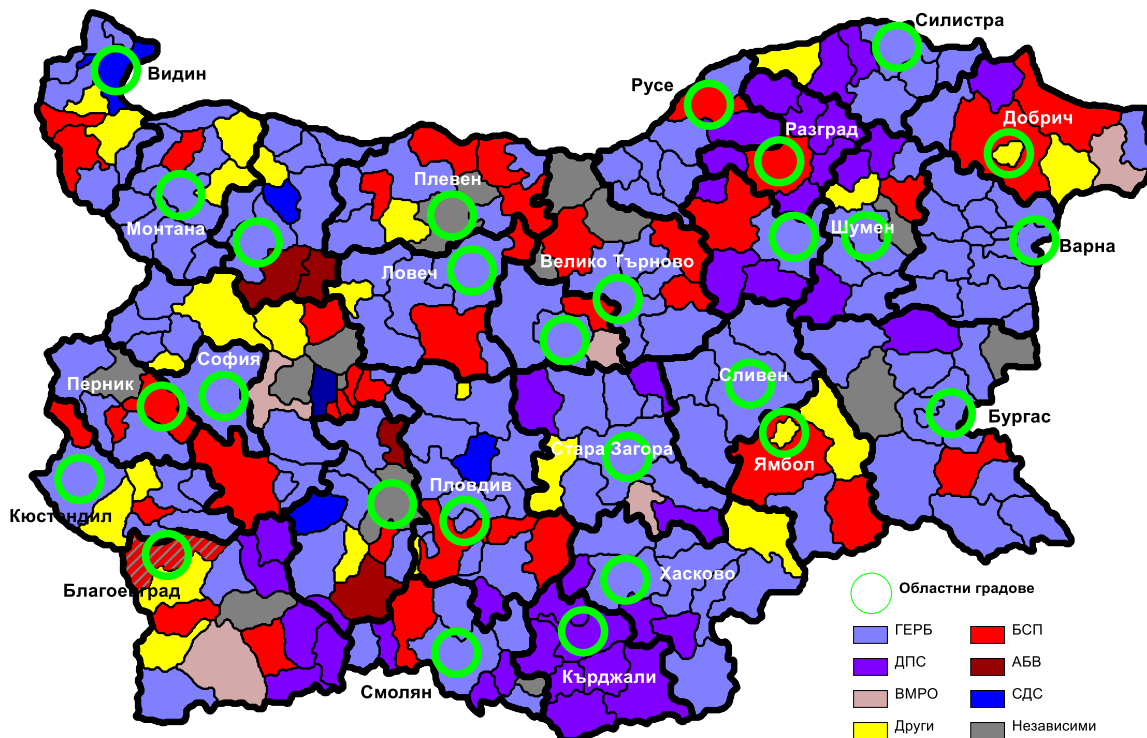 Силистра
Видин
Русе
Добрич
Разград
Плевен
Монтана
Шумен
Варна
Велико Търново
Ловеч
София
Перник
Сливен
Бургас
Стара Загора
Ямбол
Пловдив
Кюстендил
Хасково
Благоевград
Кърджали
Смолян
Областни градове
ГЕРБ БСП
ДПС АБВ
ВМРО СДС
Други Независими